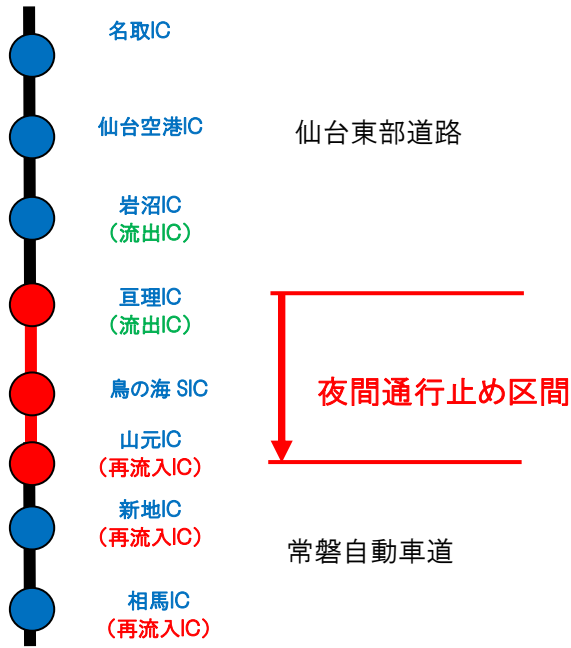 名取IC
仙台空港IC
仙台東部道路
岩沼IC
（流出IC）
亘理IC
（流出IC）
鳥の海 SIC
夜間通行止め区間
山元IC
（再流入IC）
新地IC
（再流入IC）
常磐自動車道
相馬IC
（再流入IC）